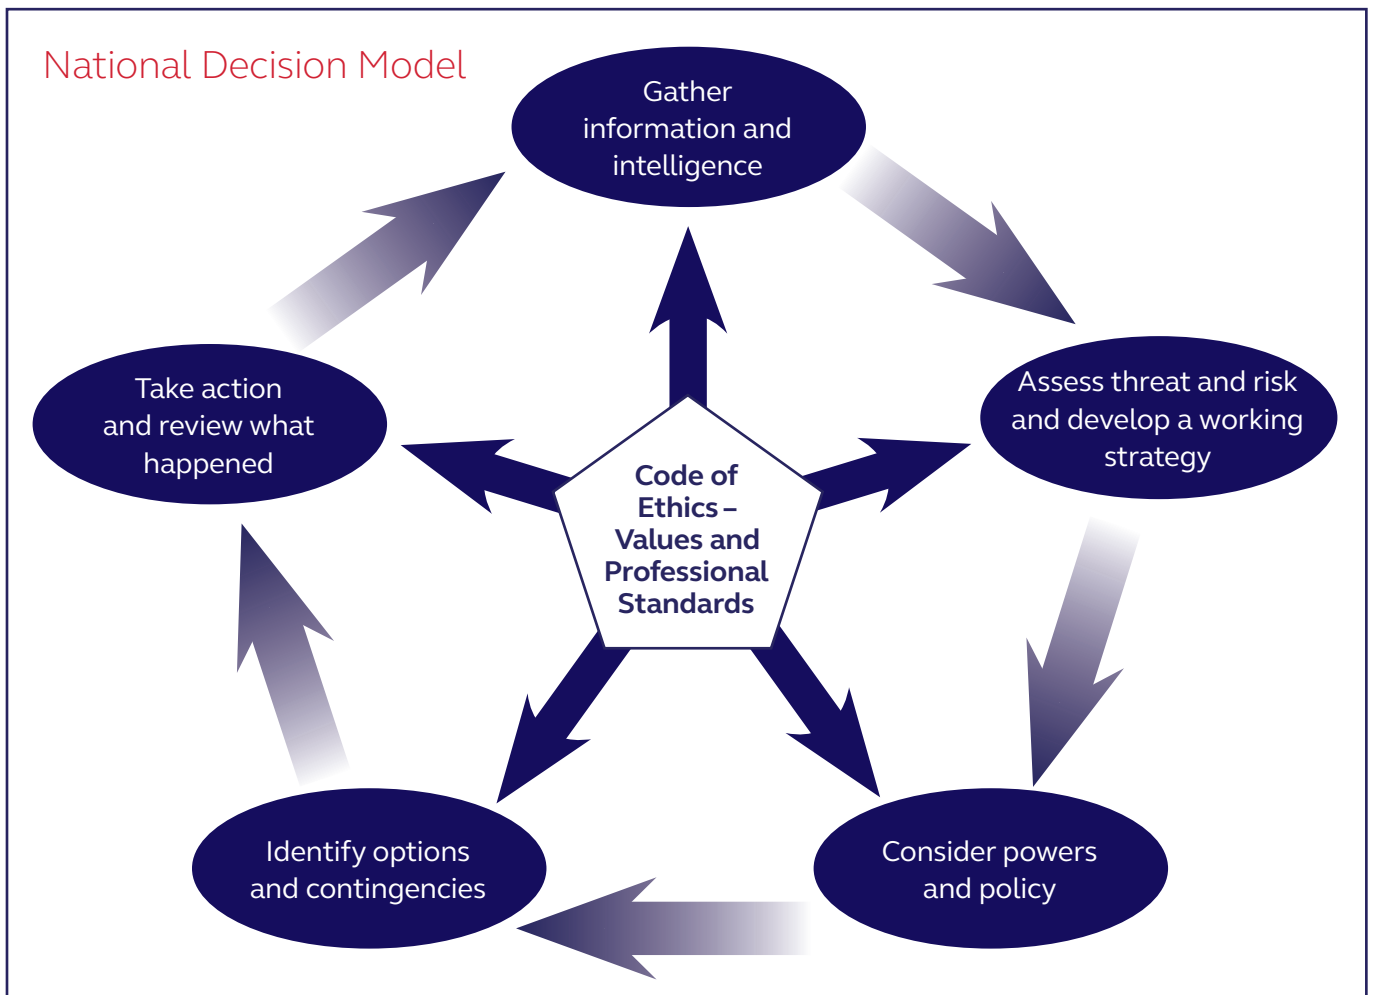 National Decision Model
Gather
information and
intelligence
Assess threat and risk
and develop a working
strategy
Consider powers
and policy
Identify options
and contingencies
Take action
and review what
happened
Code of
Ethics –
Values and
Professional
Standards